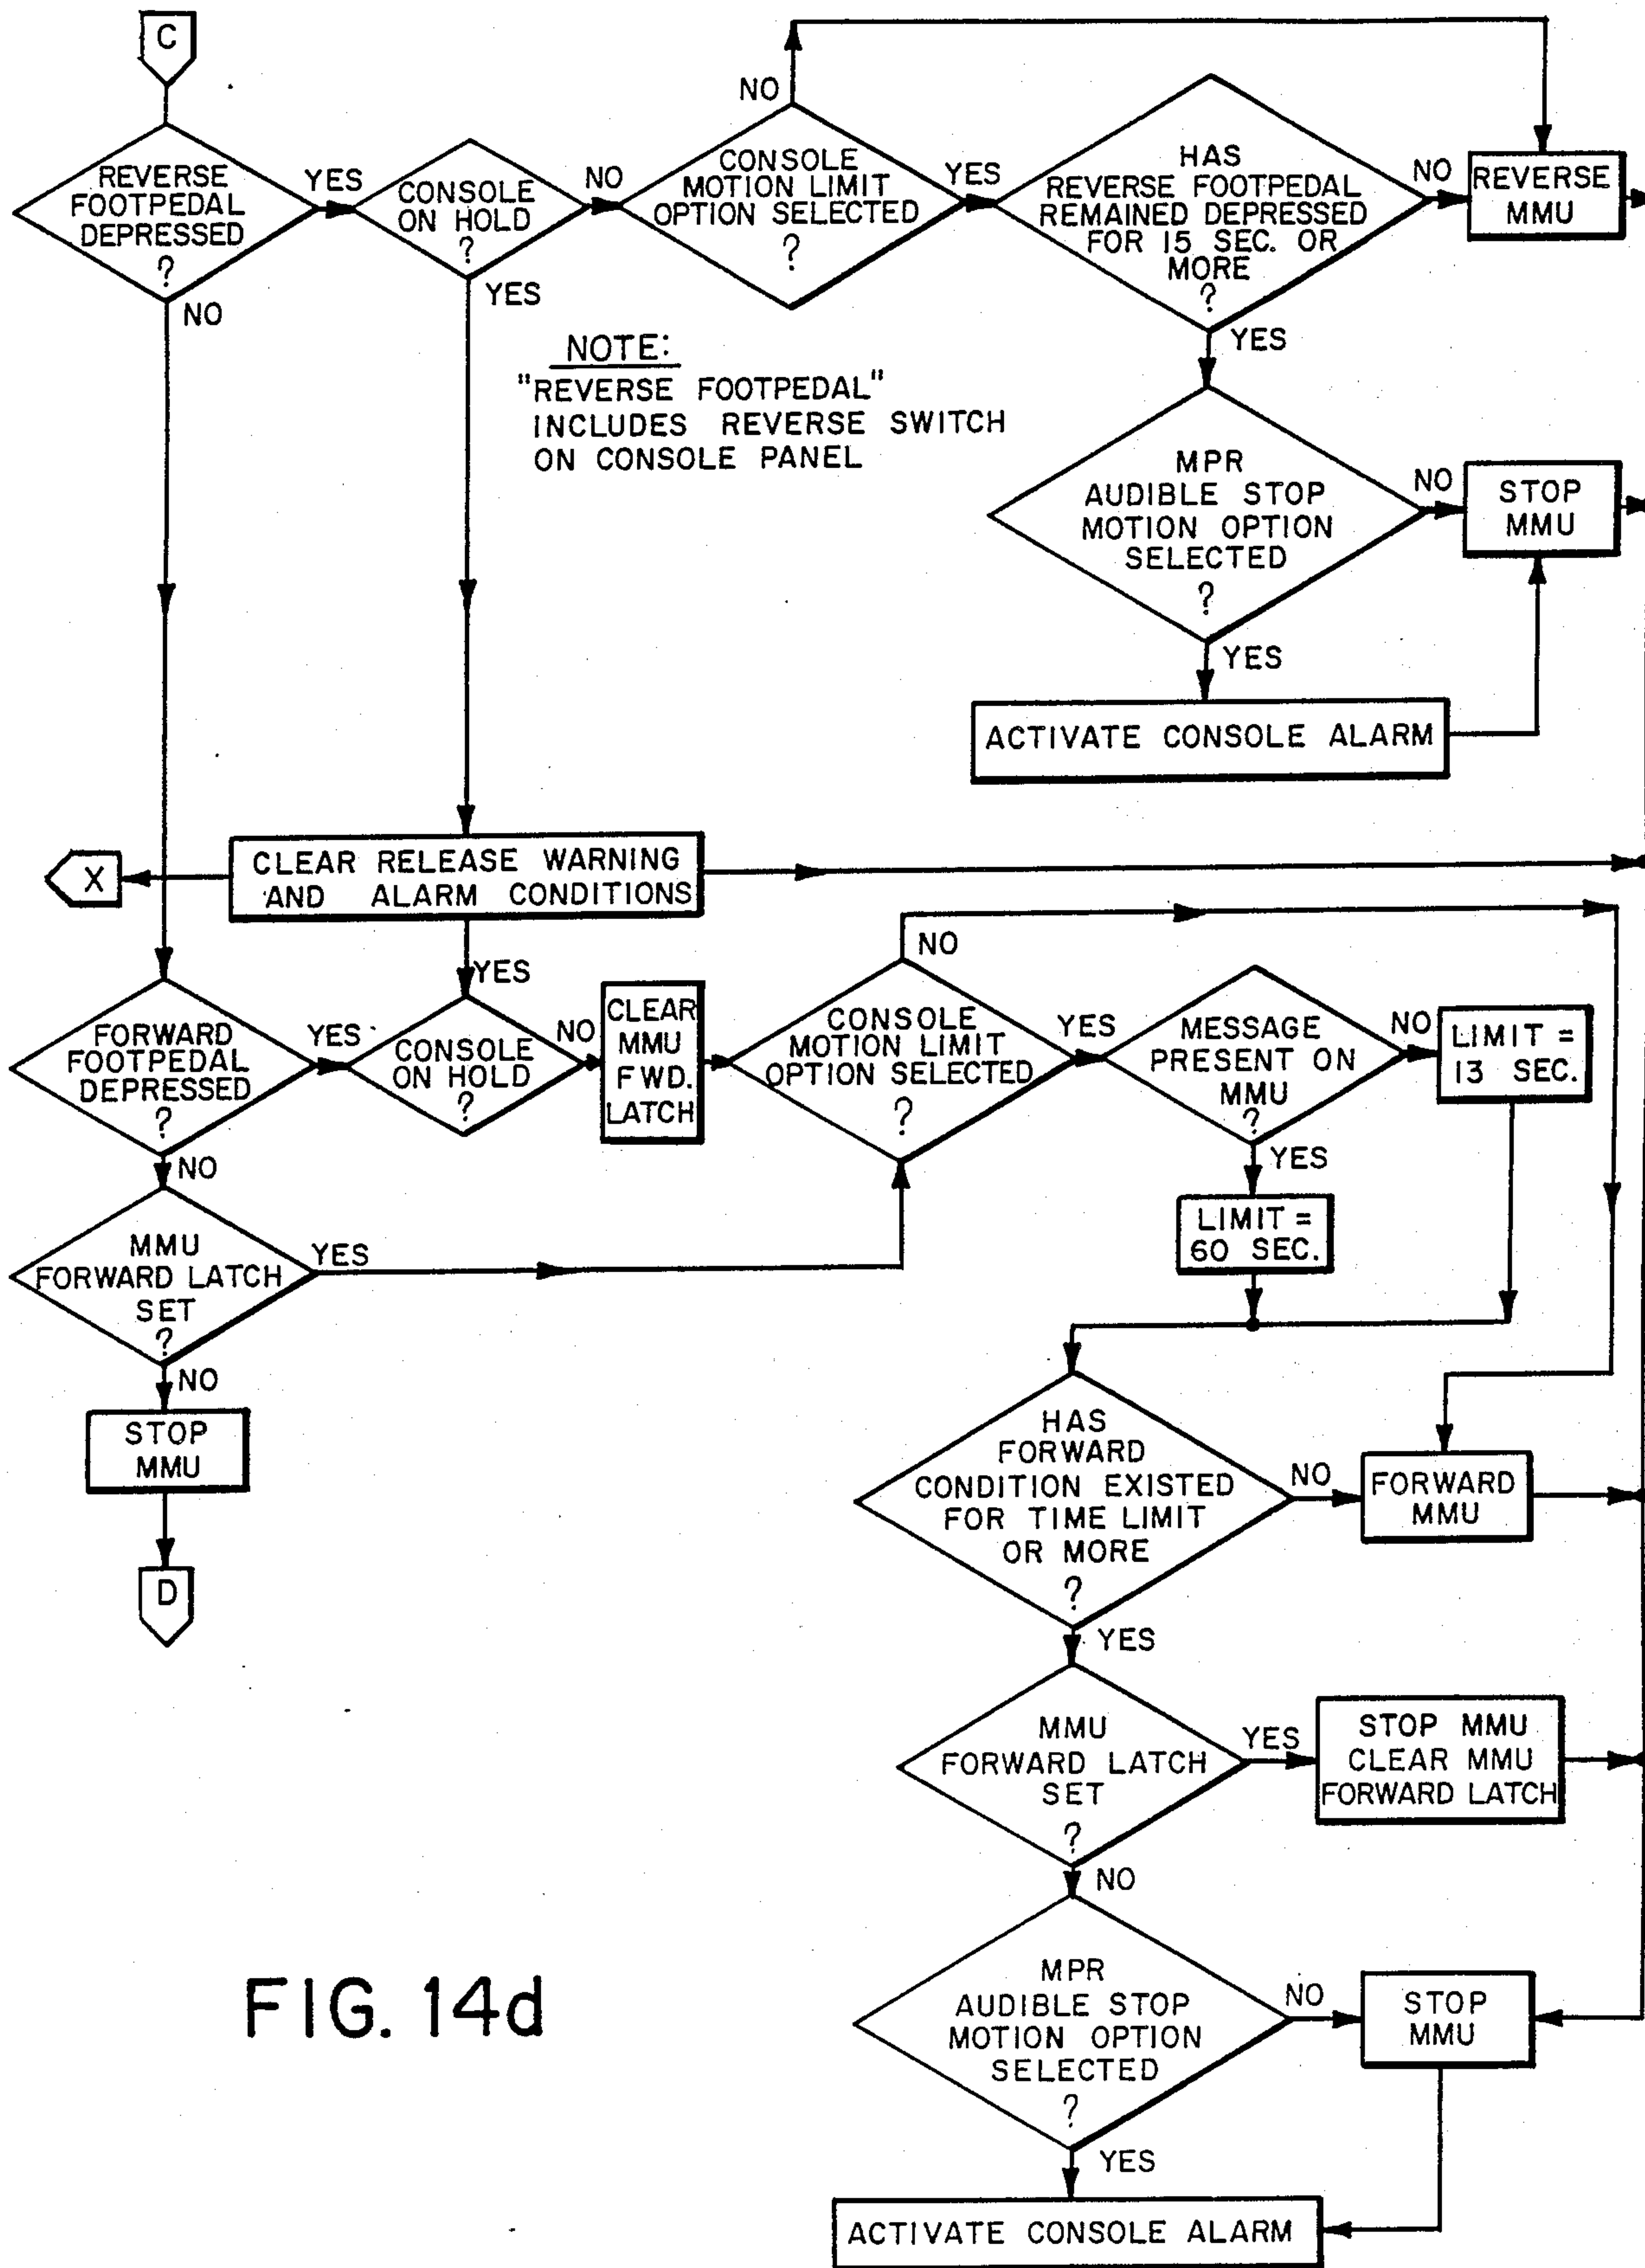 C
REVERSE
FOOTPEDAL
DEPRESSED
?
YES
NO
CONSOLE
ON HOLD
?
NO
YES
CONSOLE
MOTION LIMIT
OPTION SELECTED
?
NO
YES
HAS
REVERSE FOOTPEDAL
REMAINED DEPRESSED
FOR 15 SEC. OR
MORE
?
NO
YES
REVERSE
MMU
NOTE:
"REVERSE FOOTPEDAL"
INCLUDES REVERSE SWITCH
ON CONSOLE PANEL
MPR
AUDIBLE STOP
MOTION OPTION
SELECTED
?
NO
YES
STOP
MMU
ACTIVATE CONSOLE ALARM
X
CLEAR RELEASE WARNING
AND ALARM CONDITIONS
YES
FORWARD
FOOTPEDAL
DEPRESSED
?
YES
NO
CONSOLE
ON HOLD
?
NO
CLEAR
MMU
FWD.
LATCH
CONSOLE
MOTION LIMIT
OPTION SELECTED
?
NO
YES
MESSAGE
PRESENT ON
MMU
?
NO
YES
LIMIT =
13 SEC.
LIMIT =
60 SEC.
MMU
FORWARD LATCH
SET
?
YES
NO
STOP
MMU
D
HAS
FORWARD
CONDITION EXISTED
FOR TIME LIMIT
OR MORE
?
NO
YES
FORWARD
MMU
MMU
FORWARD LATCH
SET
?
YES
NO
STOP MMU
CLEAR MMU
FORWARD LATCH
MPR
AUDIBLE STOP
MOTION OPTION
SELECTED
?
NO
YES
STOP
MMU
ACTIVATE CONSOLE ALARM
FIG. 14d